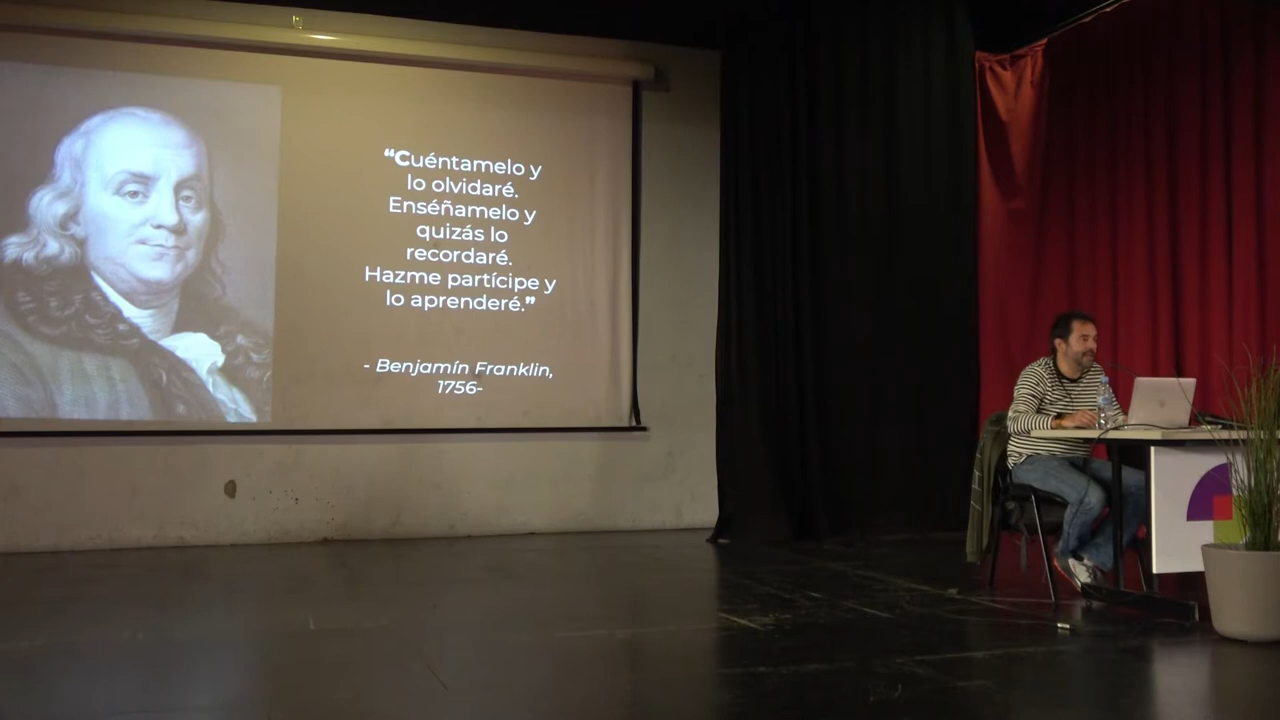 “Cuéntamelo y
lo olvidaré.
Enséñamelo y
quizás lo
recordaré.
Hazme partícipe y
lo aprenderé.”
- Benjamín Franklin,
1756-